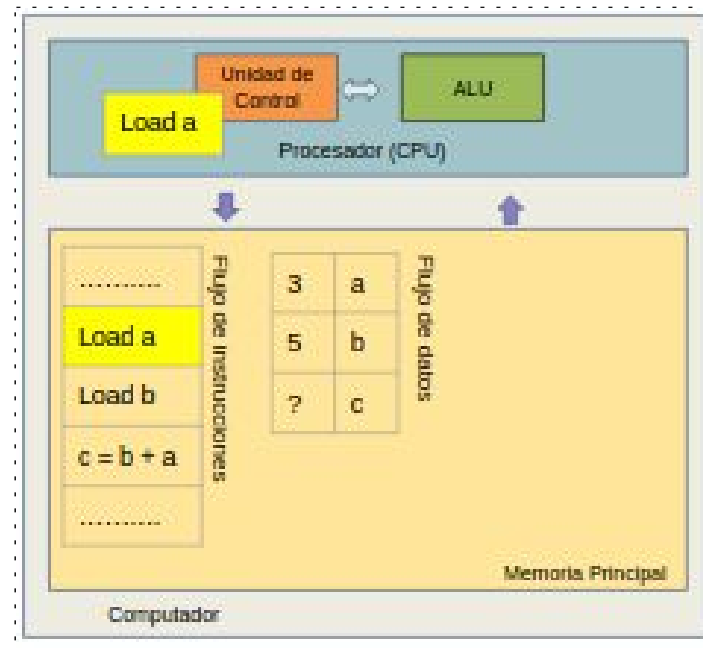 Unidad de
Control
ALU
Load a
Procesador (CPU)
...........
Load a
Load b
c = b + a
...........
Flujo de instrucciones
3 a
5 b
? c
Flujo de datos
Memoria Principal
Computador